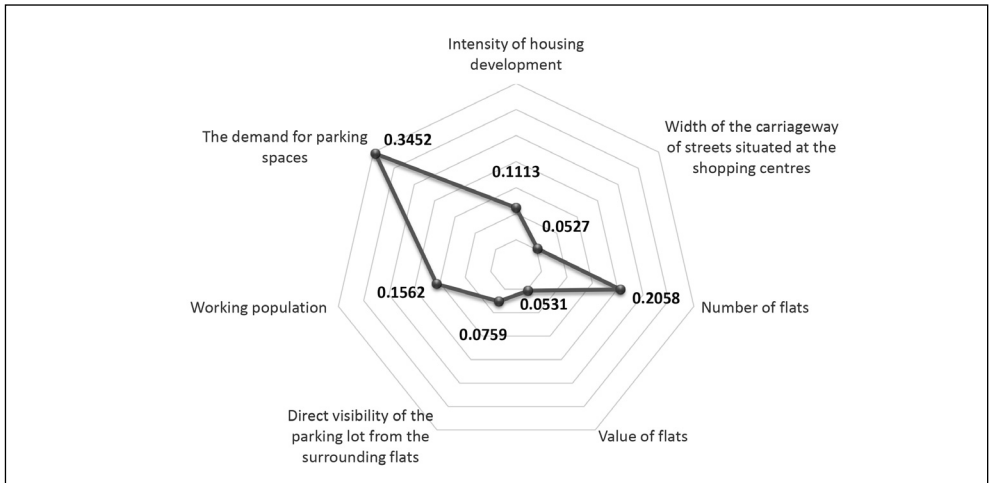 Intensity of housing
development
Width of the carriageway
of streets situated at the
shopping centres
The demand for parking
spaces
0.3452
0.1113
0.0527
0.2058
Number of flats
0.0531
0.1562
Working population
0.0759
Direct visibility of the
parking lot from the
surrounding flats
Value of flats